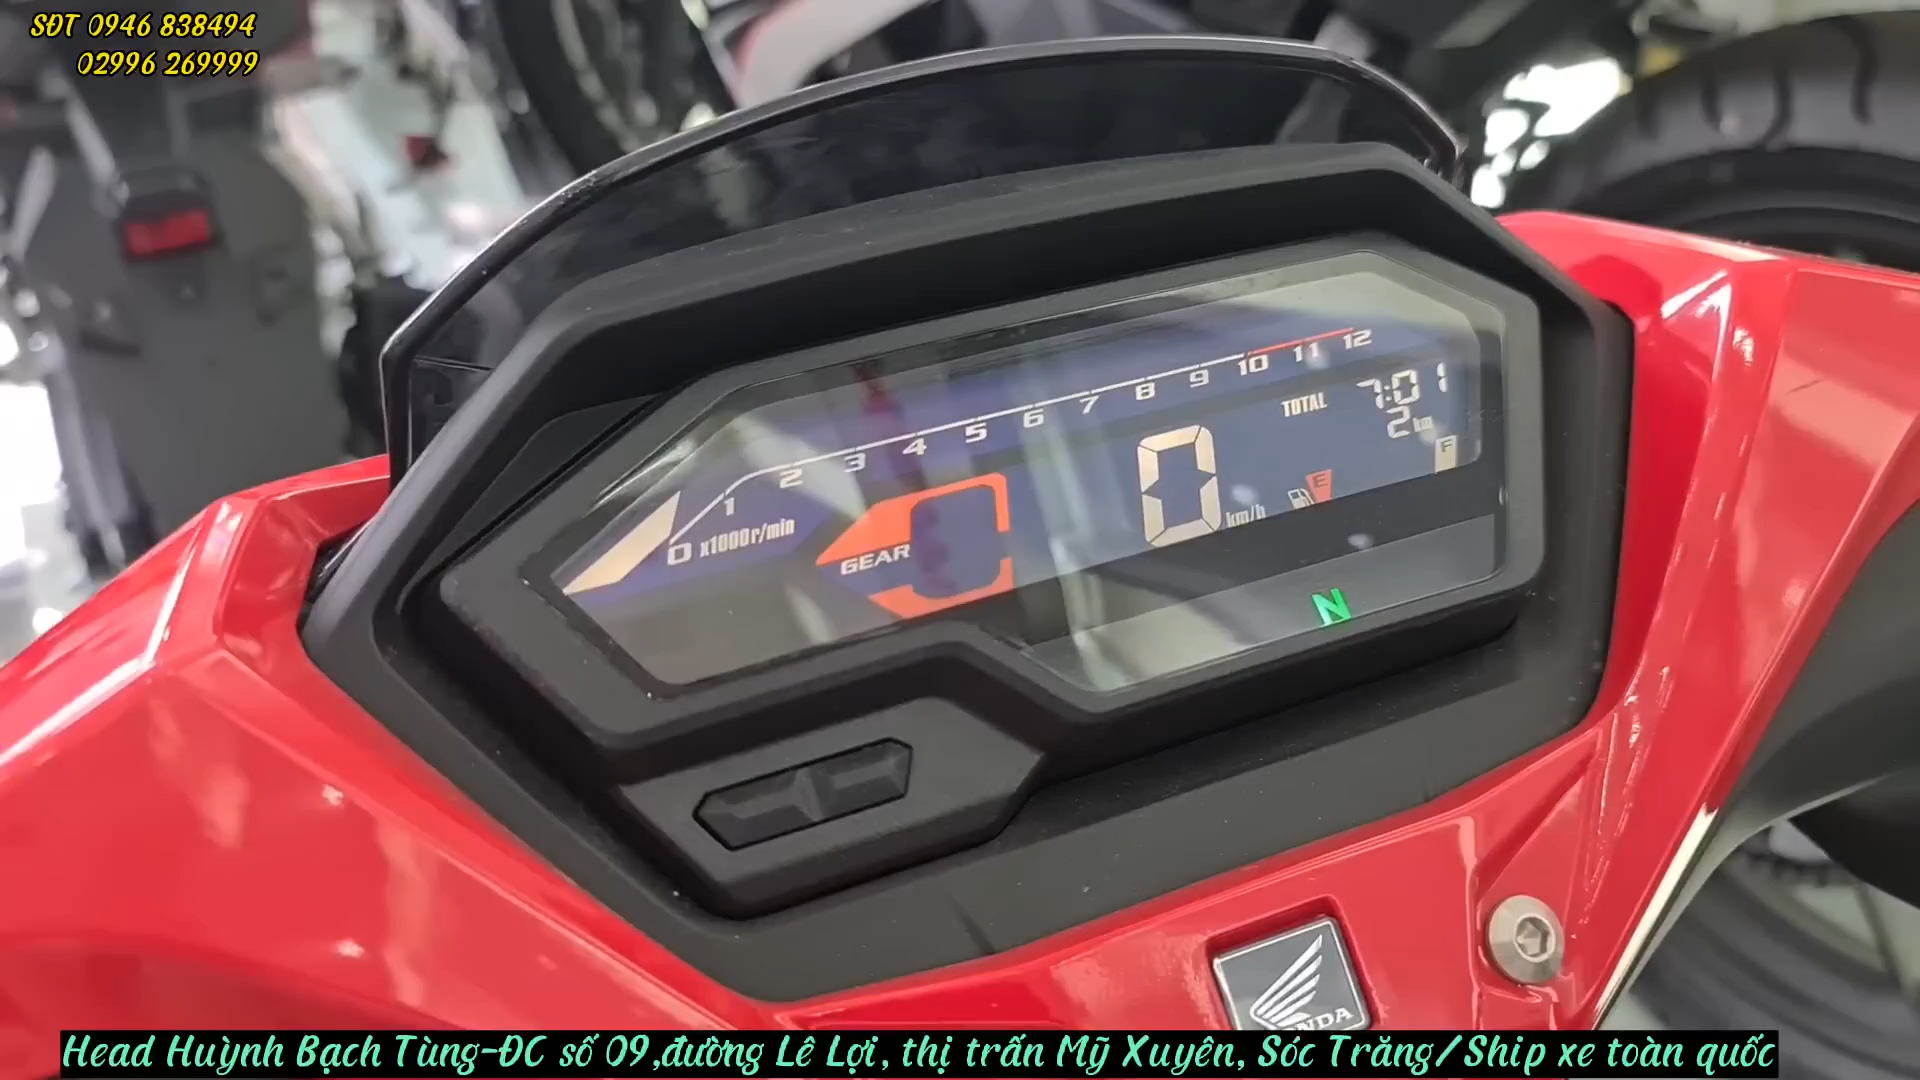 SĐT 0946 838494
02996 269999
0 1 2 3 4 5 6 7 8 9 10 11 12
x1000r/min
TOTAL 7:01
2 km
GEAR
0 km/h
E F
N
HONDA
Head Huỳnh Bạch Tùng-ĐC số 09,đường Lê Lợi, thị trấn Mỹ Xuyên, Sóc Trăng/Ship xe toàn quốc